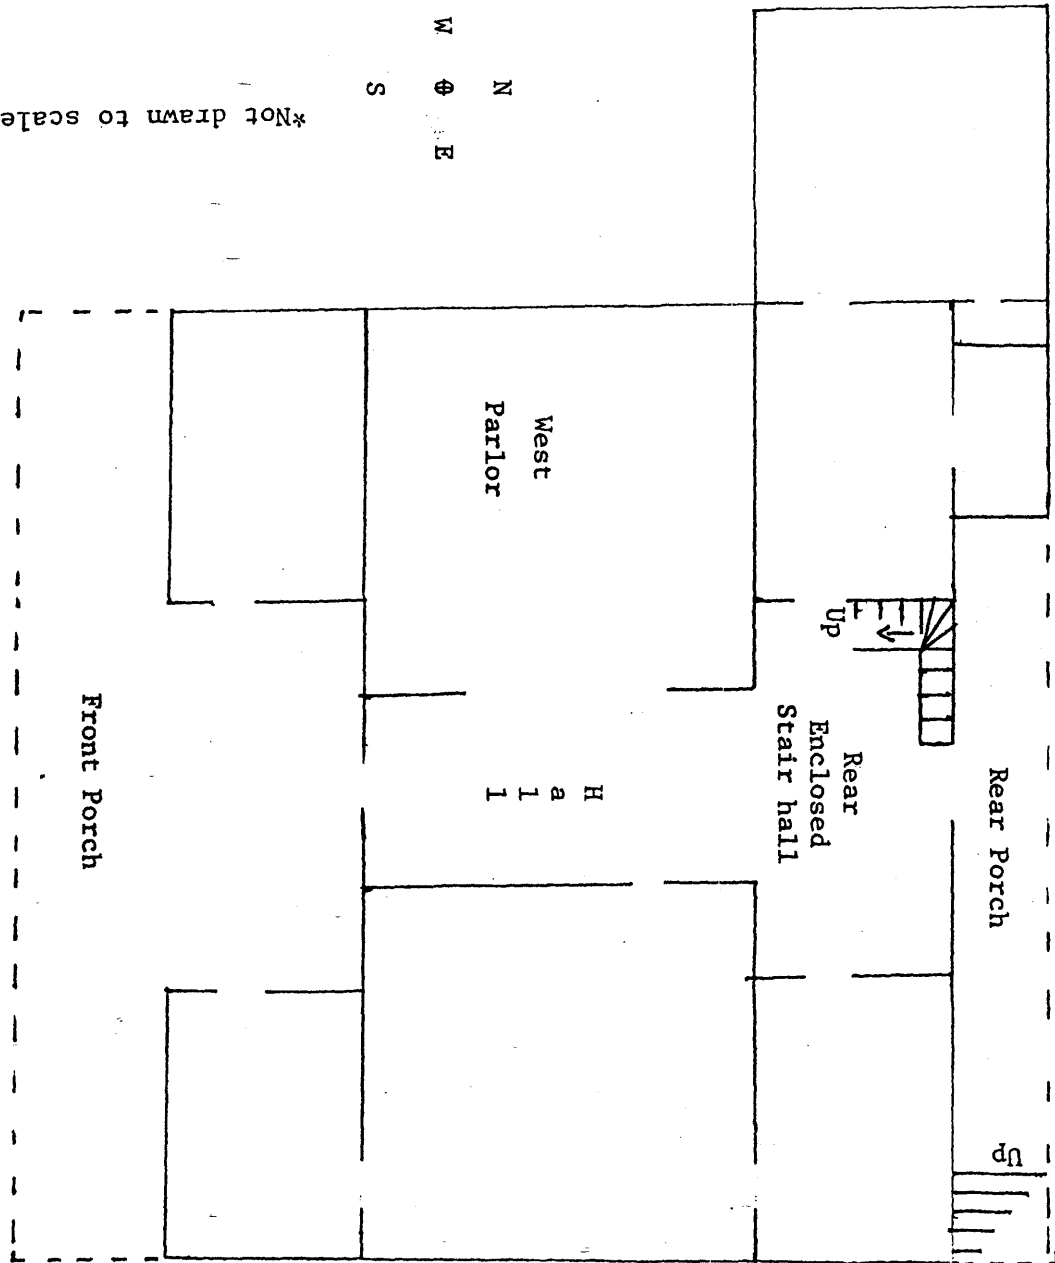 N
W ⊕ E
S
*Not drawn to scale
Rear Porch
Up
Up
Rear
Enclosed
Stair hall
West
Parlor
H
a
l
l
Front Porch